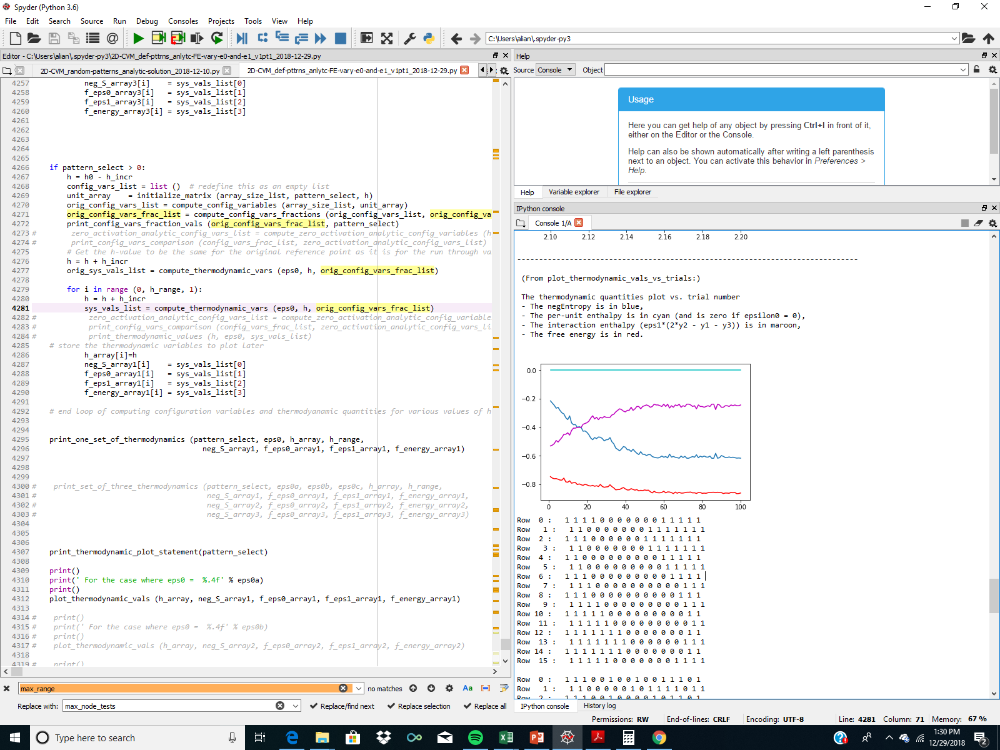 Spyder (Python 3.6)
File Edit Search Source Run Debug Consoles Projects Tools View Help
C:\Users\alian\.spyder-py3
Editor - C:\Users\alian\.spyder-py3\2D-CVM_def-pttrns_anlytc-FE-vary-e0-and-e1_v1pt1_2018-12-29.py
2D-CVM_random-patterns_analytic-solution_2018-12-10.py 2D-CVM_def-pttrns_anlytc-FE-vary-e0-and-e1_v1pt1_2018-12-29.py
4257 neg_S_array3[i] = sys_vals_list[0]
4258 f_eps0_array3[i] = sys_vals_list[1]
4259 f_eps1_array3[i] = sys_vals_list[2]
4260 f_energy_array3[i] = sys_vals_list[3]
4261
4262
4263
4264
4265
4266 if pattern_select > 0:
4267 h = h0 - h_incr
4268 config_vars_list = list () # redefine this as an empty list
4269 unit_array = initialize_matrix (array_size_list, pattern_select, h)
4270 orig_config_vars_list = compute_config_variables (array_size_list, unit_array)
4271 orig_config_vars_frac_list = compute_config_vars_fractions (orig_config_vars_list, orig_config_va
4272 print_config_vars_fraction_vals (orig_config_vars_frac_list, pattern_select)
4273 # zero_activation_analytic_config_vars_list = compute_zero_activation_analytic_config_variables (h
4274 # print_config_vars_comparison (config_vars_frac_list, zero_activation_analytic_config_vars_list)
4275 # Get the h-value to be the same for the original reference point as it is for the run through va
4276 h = h + h_incr
4277 orig_sys_vals_list = compute_thermodynamic_vars (eps0, h, orig_config_vars_frac_list)
4278
4279 for i in range (0, h_range, 1):
4280 h = h + h_incr
4281 sys_vals_list = compute_thermodynamic_vars (eps0, h, orig_config_vars_frac_list)
4282 # zero_activation_analytic_config_vars_list = compute_zero_activation_analytic_config_variable
4283 # print_config_vars_comparison (config_vars_frac_list, zero_activation_analytic_config_vars_li
4284 # print_thermodynamic_values (h, eps0, sys_vals_list)
4285 # store the thermodynamic variables to plot later
4286 h_array[i]=h
4287 neg_S_array1[i] = sys_vals_list[0]
4288 f_eps0_array1[i] = sys_vals_list[1]
4289 f_eps1_array1[i] = sys_vals_list[2]
4290 f_energy_array1[i] = sys_vals_list[3]
4291
4292 # end loop of computing configuration variables and thermodyanamic quantities for various values of h
4293
4294
4295 print_one_set_of_thermodynamics (pattern_select, eps0, h_array, h_range,
4296 neg_S_array1, f_eps0_array1, f_eps1_array1, f_energy_array1)
4297
4298
4299
4300 # print_set_of_three_thermodynamics (pattern_select, eps0a, eps0b, eps0c, h_array, h_range,
4301 # neg_S_array1, f_eps0_array1, f_eps1_array1, f_energy_array1,
4302 # neg_S_array2, f_eps0_array2, f_eps1_array2, f_energy_array2,
4303 # neg_S_array3, f_eps0_array3, f_eps1_array3, f_energy_array3)
4304
4305
4306
4307 print_thermodynamic_plot_statement(pattern_select)
4308
4309 print()
4310 print(' For the case where eps0 = %.4f' % eps0a)
4311 print()
4312 plot_thermodynamic_vals (h_array, neg_S_array1, f_eps0_array1, f_eps1_array1, f_energy_array1)
4313
4314 # print()
4315 # print(' For the case where eps0 = %.4f' % eps0b)
4316 # print()
4317 # plot_thermodynamic_vals (h_array, neg_S_array2, f_eps0_array2, f_eps1_array2, f_energy_array2)
4318
4319 # print()
max_range no matches Aa
Replace with: max_node_tests Replace/find next Replace selection Replace all
Help
Source Console Object
Usage
Here you can get help of any object by pressing Ctrl+I in front of it,
either on the Editor or the Console.
Help can also be shown automatically after writing a left parenthesis
next to an object. You can activate this behavior in Preferences >
Help.
Help Variable explorer File explorer
IPython console
Console 1/A
2.10 2.12 2.14 2.16 2.18 2.20
------------------------------------------------------------------------------
(From plot_thermodynamic_vals_vs_trials:)
The thermodynamic quantities plot vs. trial number
- The negEntropy is in blue,
- The per-unit enthalpy is in cyan (and is zero if epsilon0 = 0),
- The interaction enthalpy (eps1*(2*y2 - y1 - y3)) is in maroon,
- The free energy is in red.
0.0
−0.2
−0.4
−0.6
−0.8
0 20 40 60 80 100
Row 0 : 1 1 1 1 0 0 0 0 0 0 0 1 1 1 1 1
Row 1 : 1 1 0 0 0 0 0 0 0 1 1 1 1 1 1 1
Row 2 : 1 1 1 0 0 0 0 0 0 1 1 1 1 1 1 1
Row 3 : 1 1 0 0 0 0 0 0 0 1 1 1 1 1 1 1
Row 4 : 1 1 0 0 0 0 0 0 0 0 0 1 1 1 1 1
Row 5 : 1 1 0 0 0 0 0 0 0 0 0 1 1 1 1 1
Row 6 : 1 1 1 0 0 0 0 0 0 0 0 0 1 1 1 1
Row 7 : 1 1 1 0 0 0 0 0 0 0 0 0 0 1 1 1
Row 8 : 1 1 1 0 0 0 0 0 0 0 0 0 0 1 1 1
Row 9 : 1 1 1 1 0 0 0 0 0 0 0 0 0 1 1 1
Row 10 : 1 1 1 1 1 0 0 0 0 0 0 0 0 0 1 1
Row 11 : 1 1 1 1 1 0 0 0 0 0 0 0 0 0 1 1
Row 12 : 1 1 1 1 1 1 1 0 0 0 0 0 0 0 1 1
Row 13 : 1 1 1 1 1 1 1 0 0 0 0 0 0 1 1 1
Row 14 : 1 1 1 1 1 1 1 0 0 0 0 0 0 1 1 1
Row 15 : 1 1 1 1 1 0 0 0 0 0 0 0 1 1 1 1
Row 0 : 1 1 1 0 0 1 0 0 1 0 0 1 1 1 0 1
Row 1 : 1 1 0 0 0 0 0 1 0 1 1 1 1 0 1 1
Row 2 : 1 1 1 1 0 0 1 0 0 0 0 1 0 1 1 0 1
IPython console History log
Permissions: RW End-of-lines: CRLF Encoding: UTF-8 Line: 4281 Column: 71 Memory: 67 %
Type here to search
1:30 PM
12/29/2018
2